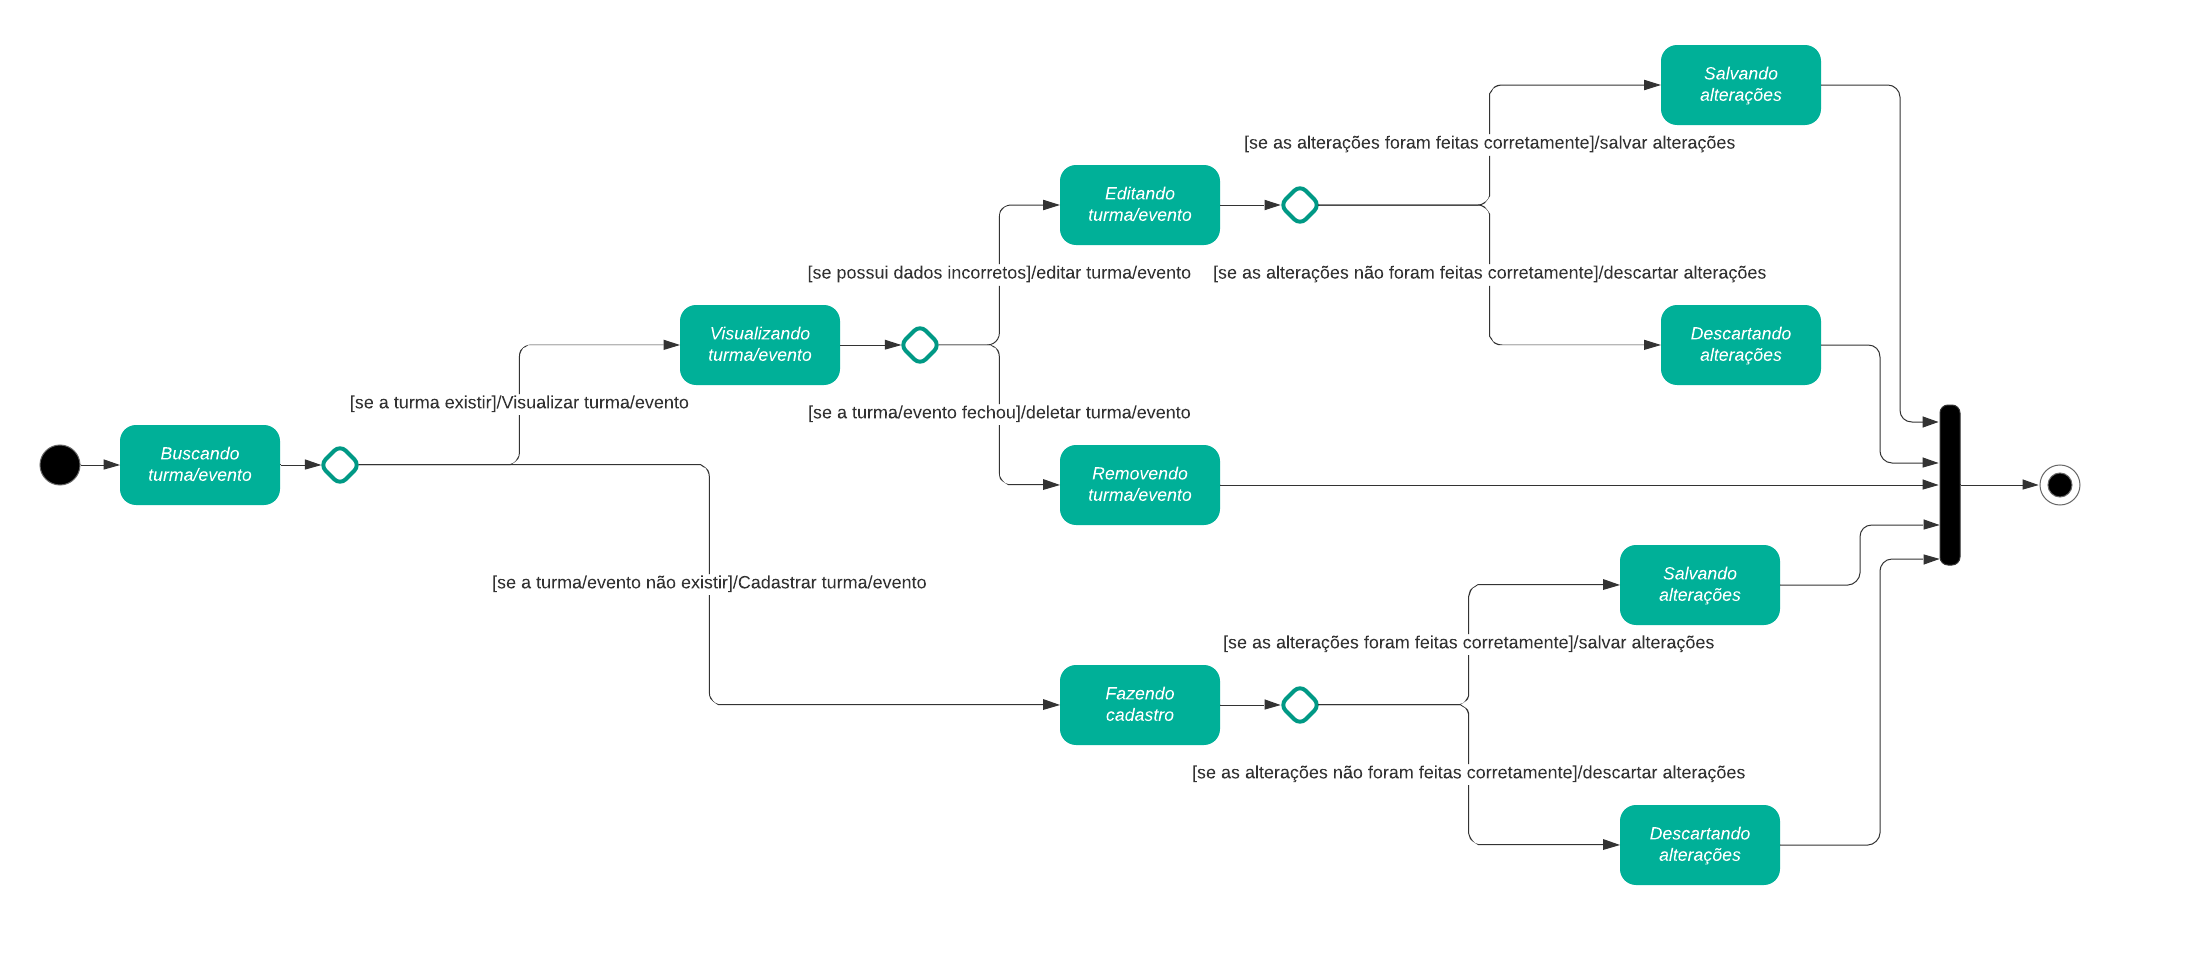 Salvando
alterações
[se as alterações foram feitas corretamente]/salvar alterações
Editando
turma/evento
[se possui dados incorretos]/editar turma/evento
[se as alterações não foram feitas corretamente]/descartar alterações
Visualizando
turma/evento
Descartando
alterações
[se a turma existir]/Visualizar turma/evento
[se a turma/evento fechou]/deletar turma/evento
Buscando
turma/evento
Removendo
turma/evento
[se a turma/evento não existir]/Cadastrar turma/evento
Salvando
alterações
[se as alterações foram feitas corretamente]/salvar alterações
Fazendo
cadastro
[se as alterações não foram feitas corretamente]/descartar alterações
Descartando
alterações